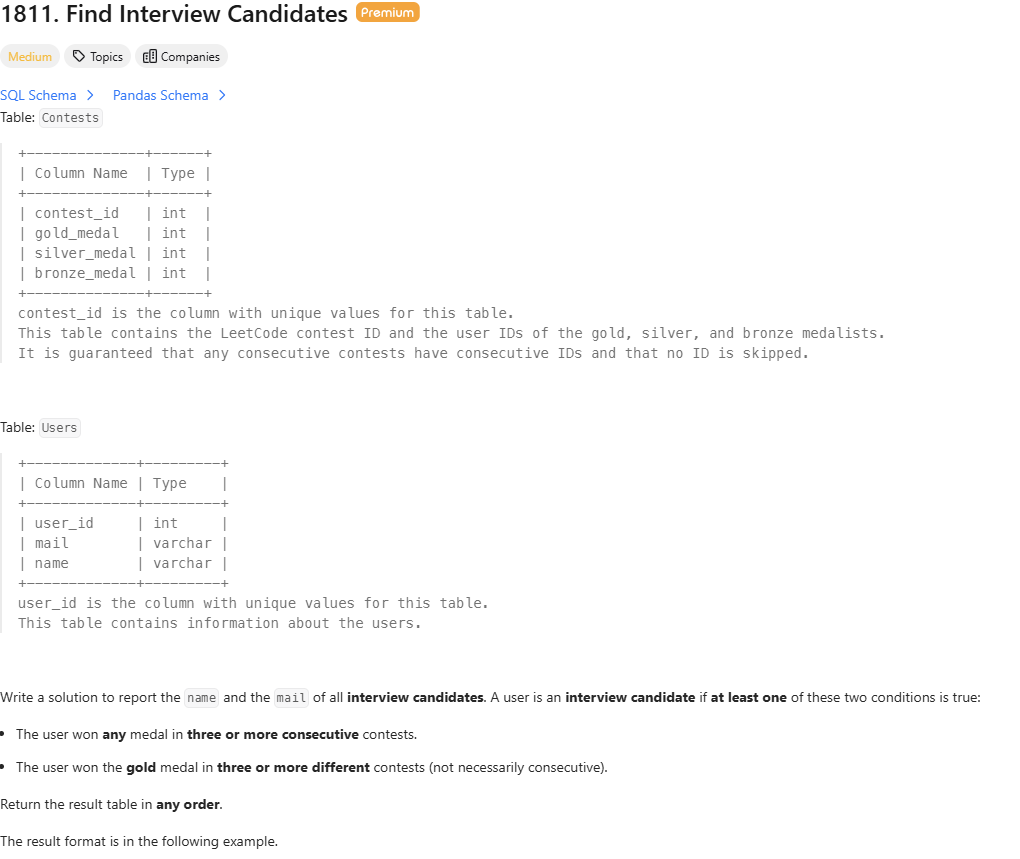 1811. Find Interview Candidates Premium
Medium Topics Companies
SQL Schema > Pandas Schema >
Table: Contests
+--------------+------+
| Column Name  | Type |
+--------------+------+
| contest_id   | int  |
| gold_medal   | int  |
| silver_medal | int  |
| bronze_medal | int  |
+--------------+------+
contest_id is the column with unique values for this table.
This table contains the LeetCode contest ID and the user IDs of the gold, silver, and bronze medalists.
It is guaranteed that any consecutive contests have consecutive IDs and that no ID is skipped.
Table: Users
+-------------+---------+
| Column Name | Type    |
+-------------+---------+
| user_id     | int     |
| mail        | varchar |
| name        | varchar |
+-------------+---------+
user_id is the column with unique values for this table.
This table contains information about the users.
Write a solution to report the name and the mail of all interview candidates. A user is an interview candidate if at least one of these two conditions is true:
• The user won any medal in three or more consecutive contests.
• The user won the gold medal in three or more different contests (not necessarily consecutive).
Return the result table in any order.
The result format is in the following example.